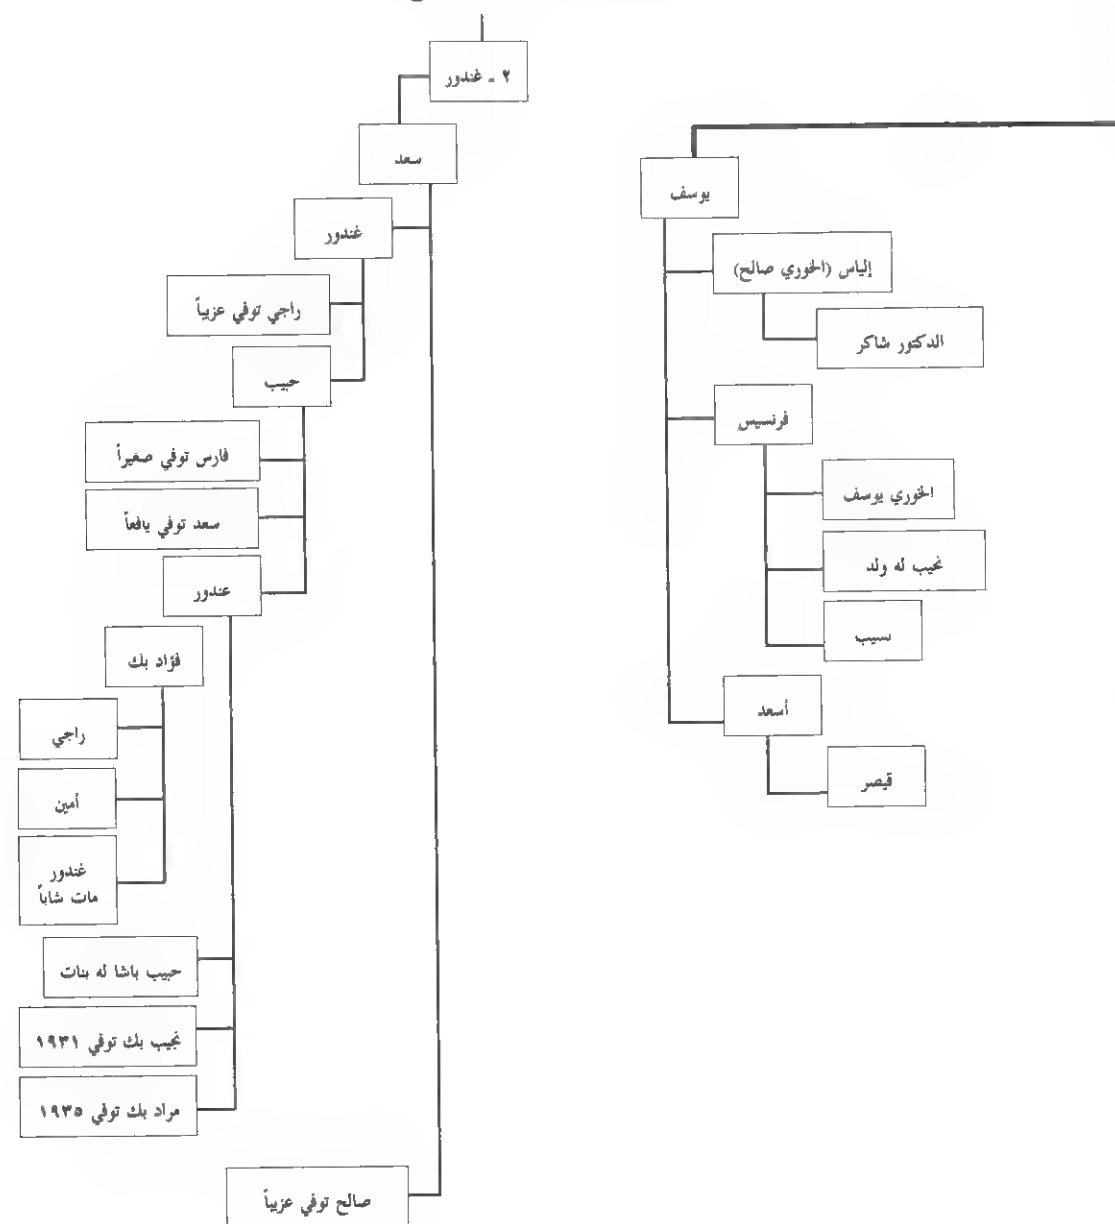 ٢ ـ غندور
سعد
غندور
راجي توفي عزيباً
حبيب
فارس توفي صغيراً
سعد توفي يافعاً
غندور
فؤاد بك
راجي
أمين
غندور
مات شاباً
حبيب باشا له بنات
نجيب بك توفي ١٩٣١
مراد بك توفي ١٩٣٥
صالح توفي عزيباً
يوسف
إلياس (الخوري صالح)
الدكتور شاكر
فرنسيس
الخوري يوسف
نجيب له ولد
نسيب
أسعد
قيصر